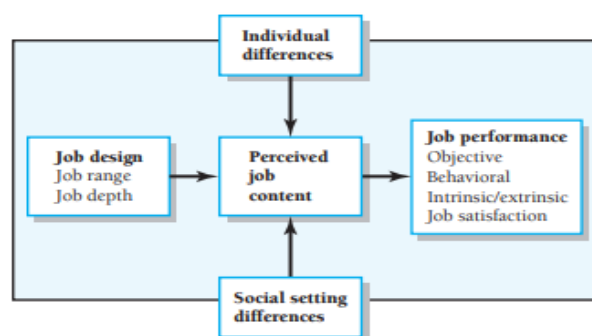 Individual
differences
Job design
Job range
Job depth
Perceived
job
content
Job performance
Objective
Behavioral
Intrinsic/extrinsic
Job satisfaction
Social setting
differences